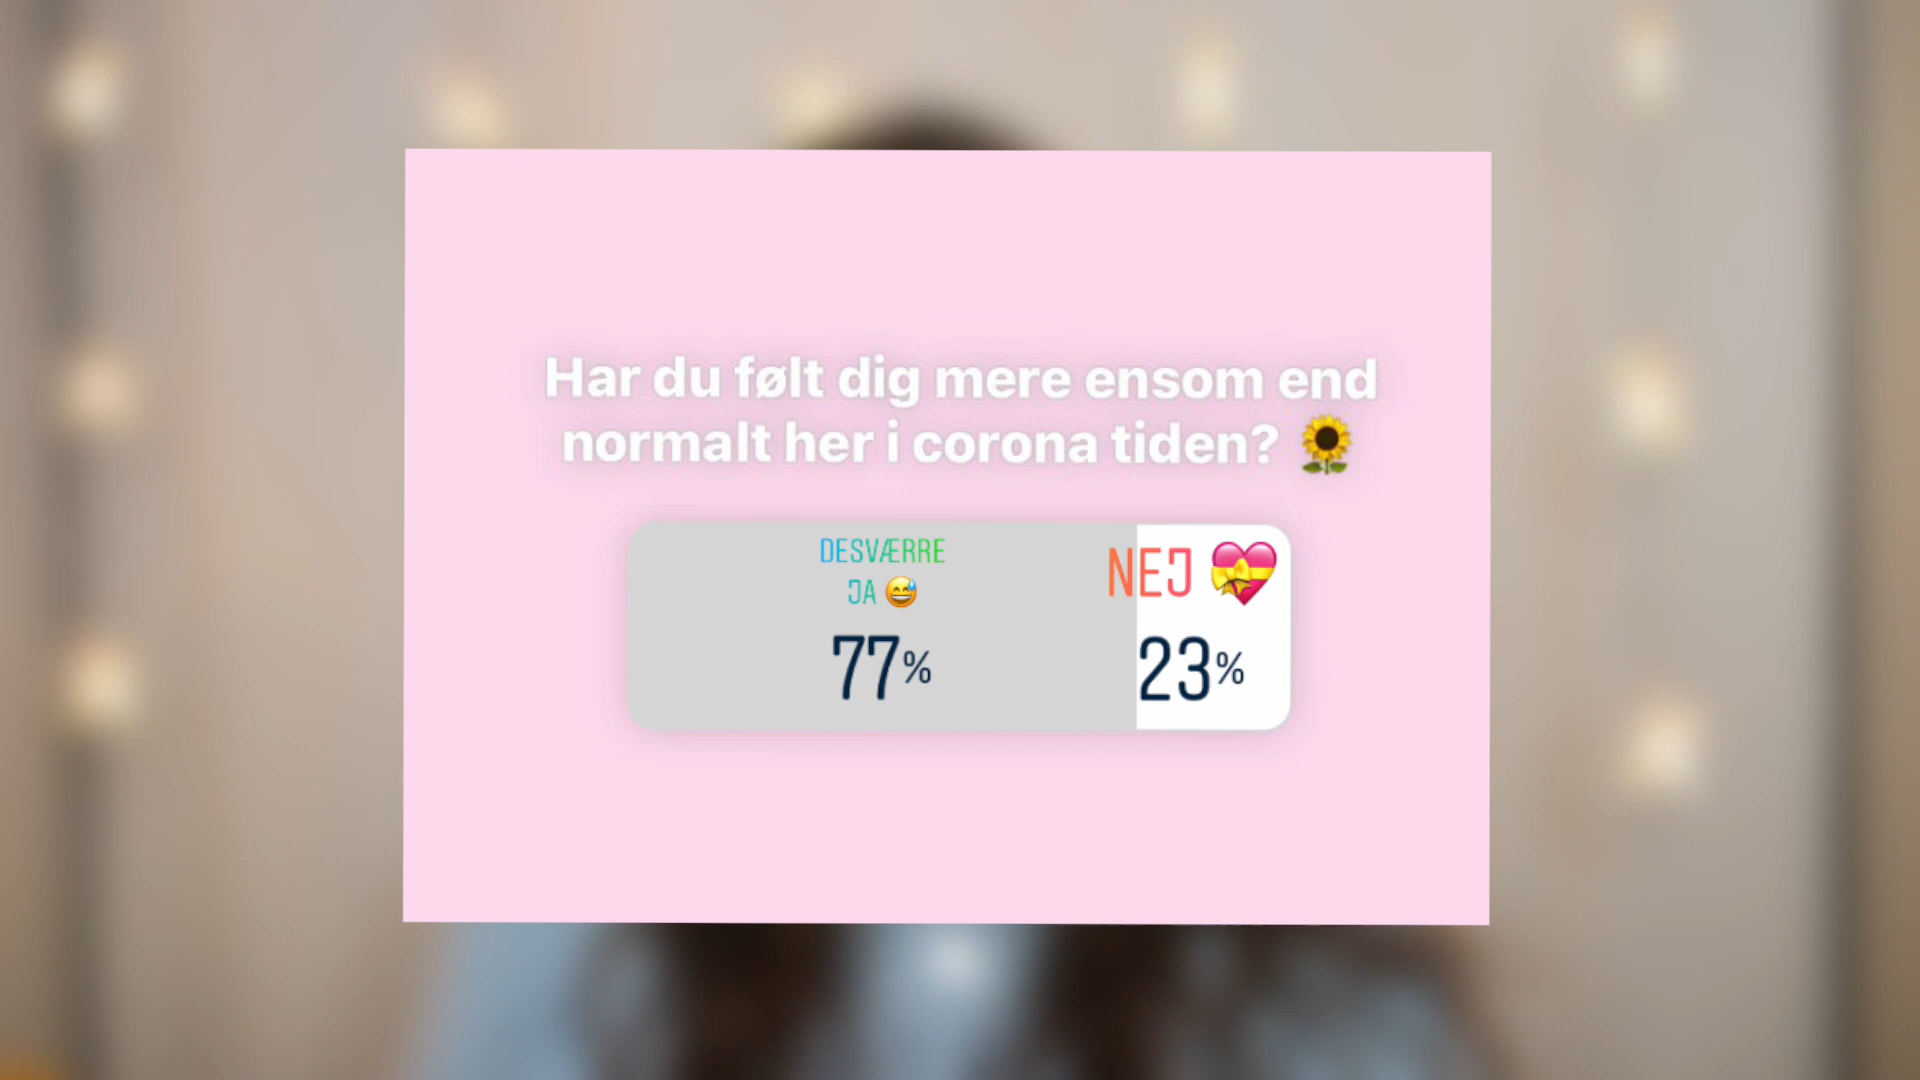 Har du følt dig mere ensom end
normalt her i corona tiden? 🌻
DESVÆRRE
JA 😅
NEJ 💝
77%
23%